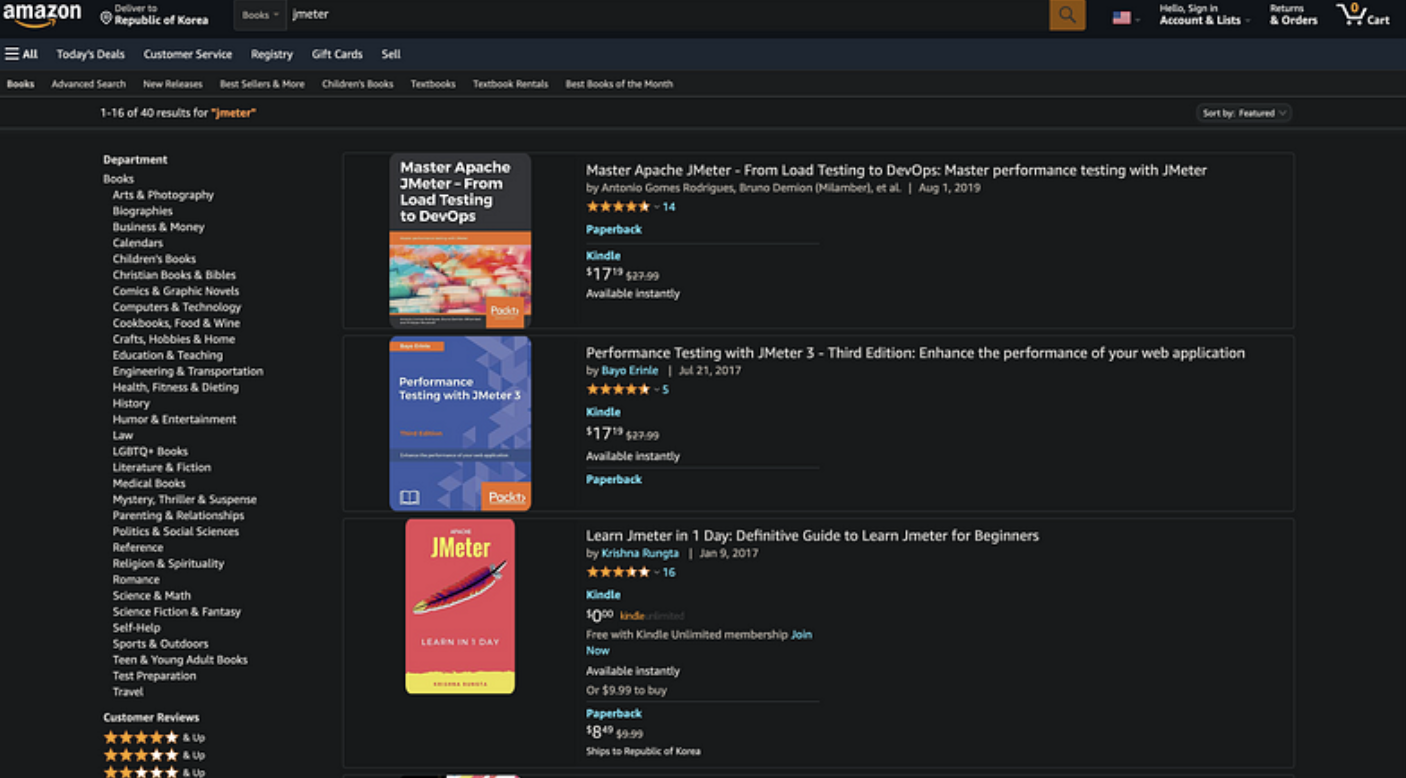 amazon
Deliver to
Republic of Korea
Books
jmeter
Hello, Sign in
Account & Lists
Returns
& Orders
0
Cart
All
Today's Deals
Customer Service
Registry
Gift Cards
Sell
Books
Advanced Search
New Releases
Best Sellers & More
Children's Books
Textbooks
Textbook Rentals
Best Books of the Month
1-16 of 40 results for "jmeter"
Sort by: Featured
Department
Books
Arts & Photography
Biographies
Business & Money
Calendars
Children's Books
Christian Books & Bibles
Comics & Graphic Novels
Computers & Technology
Cookbooks, Food & Wine
Crafts, Hobbies & Home
Education & Teaching
Engineering & Transportation
Health, Fitness & Dieting
History
Humor & Entertainment
Law
LGBTQ+ Books
Literature & Fiction
Medical Books
Mystery, Thriller & Suspense
Parenting & Relationships
Politics & Social Sciences
Reference
Religion & Spirituality
Romance
Science & Math
Science Fiction & Fantasy
Self-Help
Sports & Outdoors
Teen & Young Adult Books
Test Preparation
Travel
Customer Reviews
& Up
& Up
& Up
Master Apache
JMeter - From
Load Testing
to DevOps
Packt>
Master Apache JMeter - From Load Testing to DevOps: Master performance testing with JMeter
by Antonio Gomes Rodrigues, Bruno Demion (Milamber), et al. | Aug 1, 2019
14
Paperback
Kindle
$1719 $27.99
Available instantly
Bayo Erinle
Performance
Testing with JMeter 3
Third Edition
Enhance the performance of your web application
Packt>
Performance Testing with JMeter 3 - Third Edition: Enhance the performance of your web application
by Bayo Erinle | Jul 21, 2017
5
Kindle
$1719 $27.99
Available instantly
Paperback
APACHE
JMeter
LEARN IN 1 DAY
KRISHNA RUNGTA
Learn Jmeter in 1 Day: Definitive Guide to Learn Jmeter for Beginners
by Krishna Rungta | Jan 9, 2017
16
Kindle
$000 kindleunlimited
Free with Kindle Unlimited membership Join
Now
Available instantly
Or $9.99 to buy
Paperback
$849 $9.99
Ships to Republic of Korea